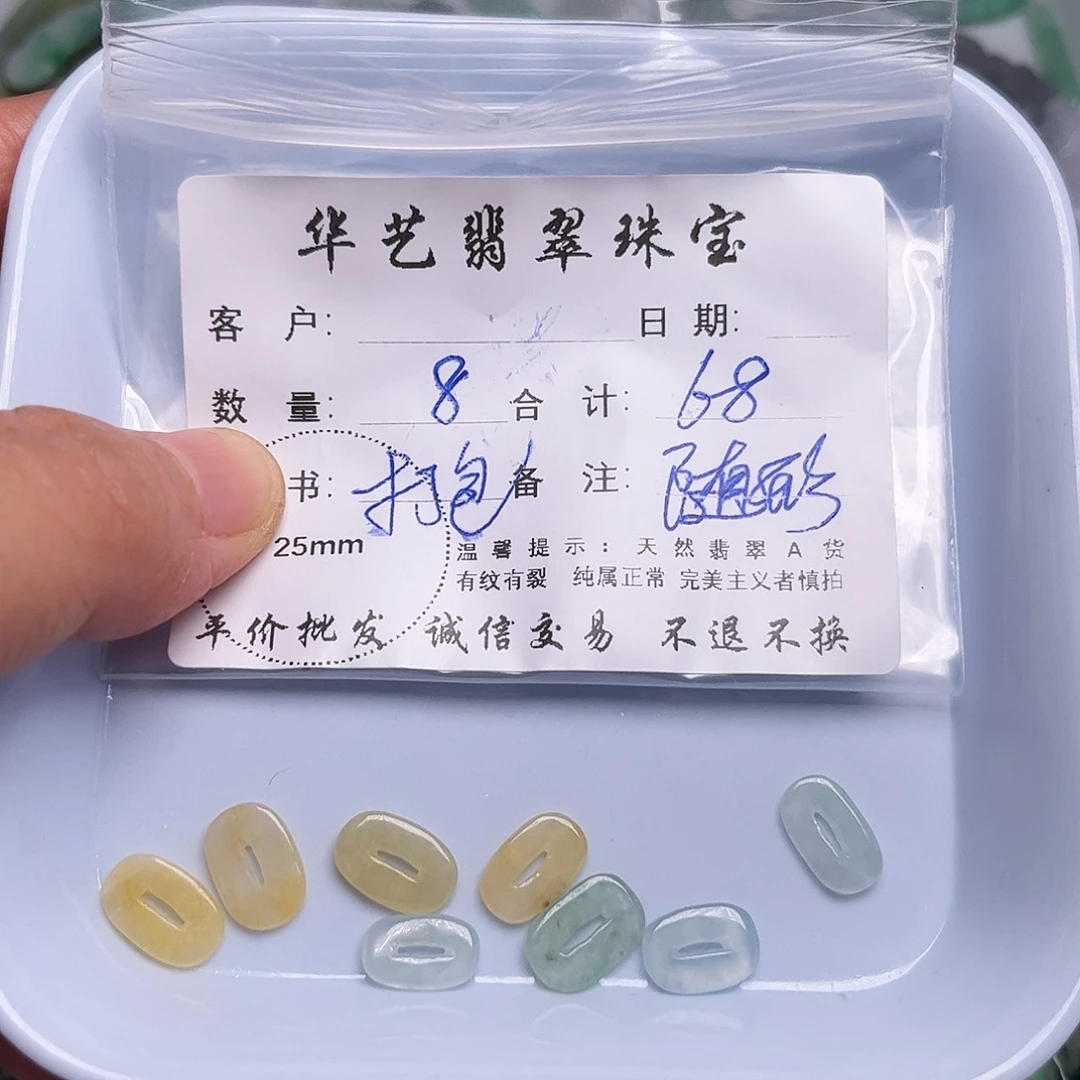 华艺翡翠珠宝
客 户: 日 期:
数 量: 8 合 计: 68
书: 打包 备 注:
25mm
温馨提示:天然翡翠A货
有纹有裂 纯属正常 完美主义者慎拍
平价批发 诚信交易 不退不换